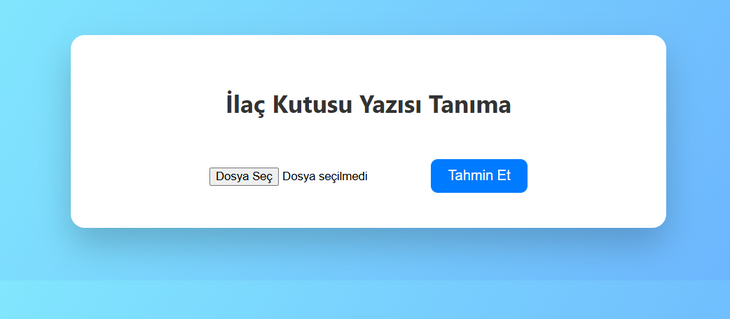 İlaç Kutusu Yazısı Tanıma
Dosya Seç Dosya seçilmedi Tahmin Et